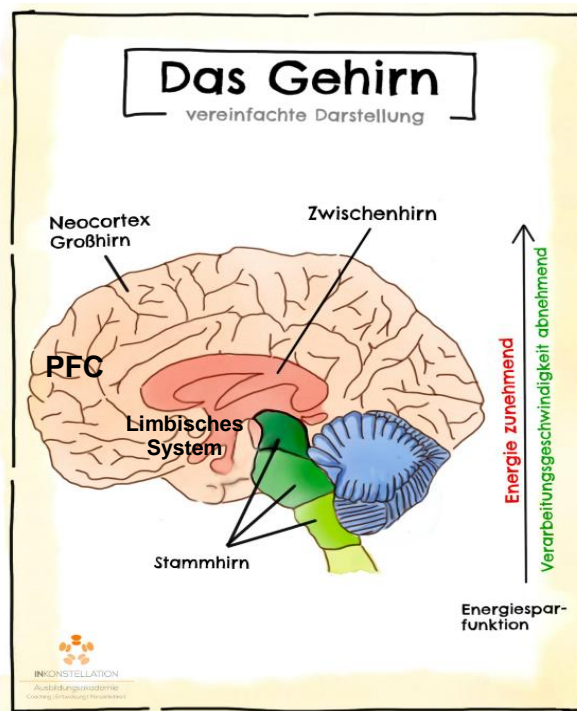 Das Gehirn
vereinfachte Darstellung
Neocortex
Großhirn
Zwischenhirn
PFC
Limbisches
System
Stammhirn
Energie zunehmend
Verarbeitungsgeschwindigkeit abnehmend
Energiespar-
funktion
INKONSTELLATION
Ausbildungsakademie